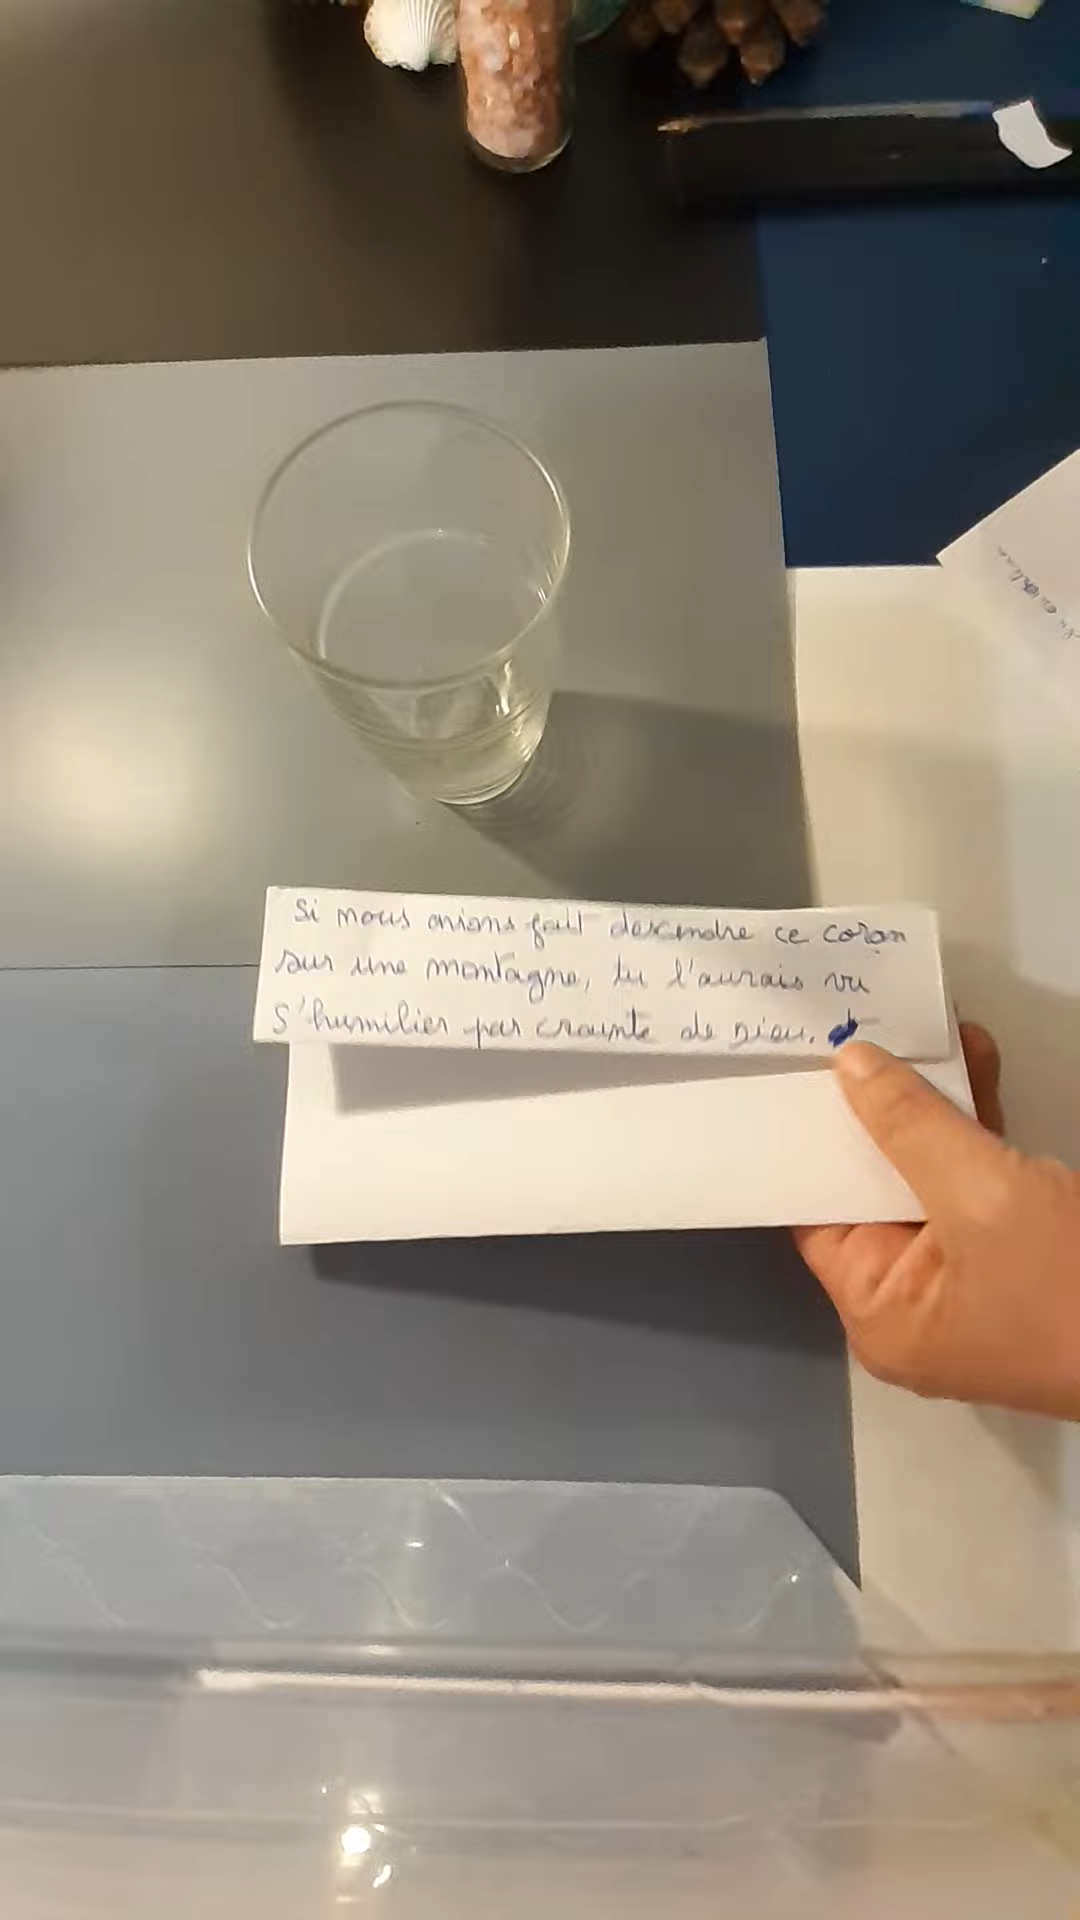 Si nous avions fait descendre ce coran
sur une montagne, tu l'aurais vu
s'humilier par crainte de Dieu.